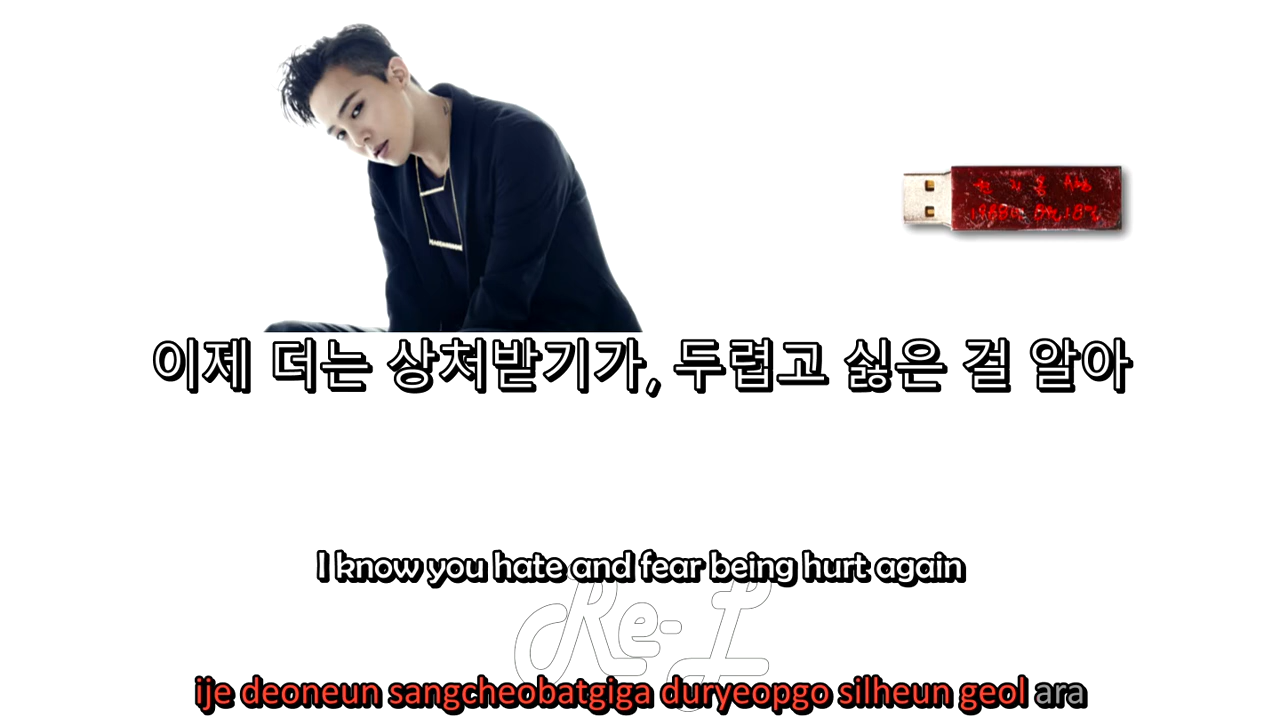 이제 더는 상처받기가, 두렵고 싫은 걸 알아
I know you hate and fear being hurt again
Re-L
ije deoneun sangcheobatgiga duryeopgo silheun geol ara